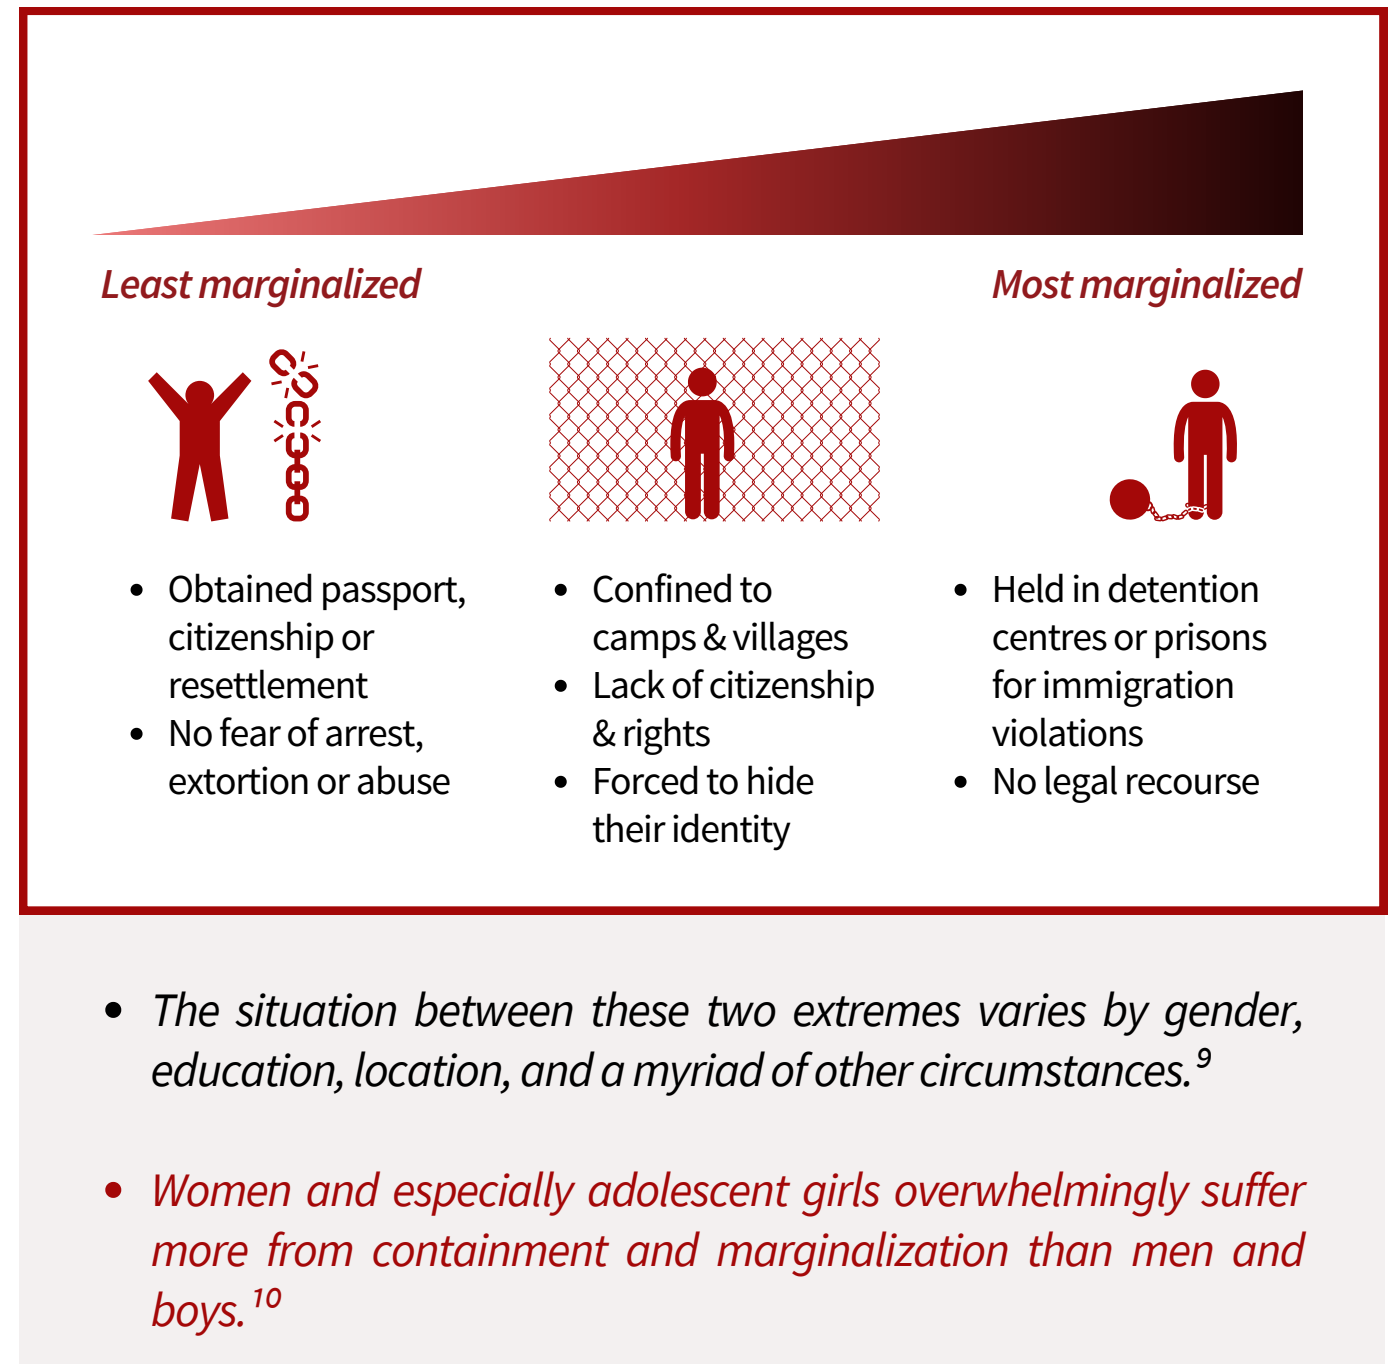 Least marginalized
Most marginalized
• Obtained passport,
citizenship or
resettlement
• No fear of arrest,
extortion or abuse
• Confined to
camps & villages
• Lack of citizenship
& rights
• Forced to hide
their identity
• Held in detention
centres or prisons
for immigration
violations
• No legal recourse
• The situation between these two extremes varies by gender,
education, location, and a myriad of other circumstances.⁹
• Women and especially adolescent girls overwhelmingly suffer
more from containment and marginalization than men and
boys.¹⁰